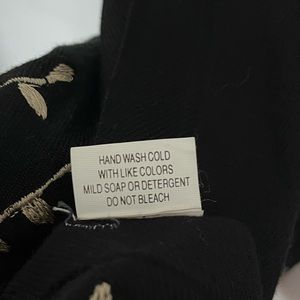 HAND WASH COLD
WITH LIKE COLORS
MILD SOAP OR DETERGENT
DO NOT BLEACH